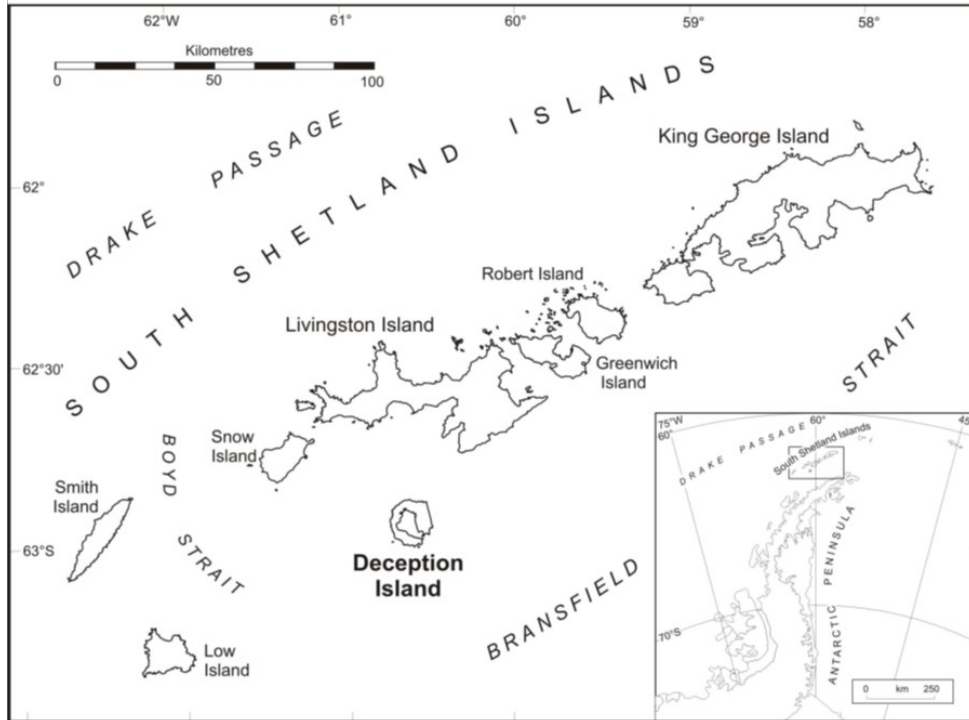 62°W
61°
60°
59°
58°
Kilometres
0
50
100
DRAKE PASSAGE
SOUTH SHETLAND ISLANDS
King George Island
62°
Robert Island
Livingston Island
Greenwich
Island
62°30'
STRAIT
Snow
Island
BOYD
STRAIT
Smith
Island
63°S
Deception
Island
BRANSFIELD
Low
Island
75°W
60°
60°
45
DRAKE PASSAGE
South Shetland Islands
ANTARCTIC PENINSULA
70°S
0 km 250